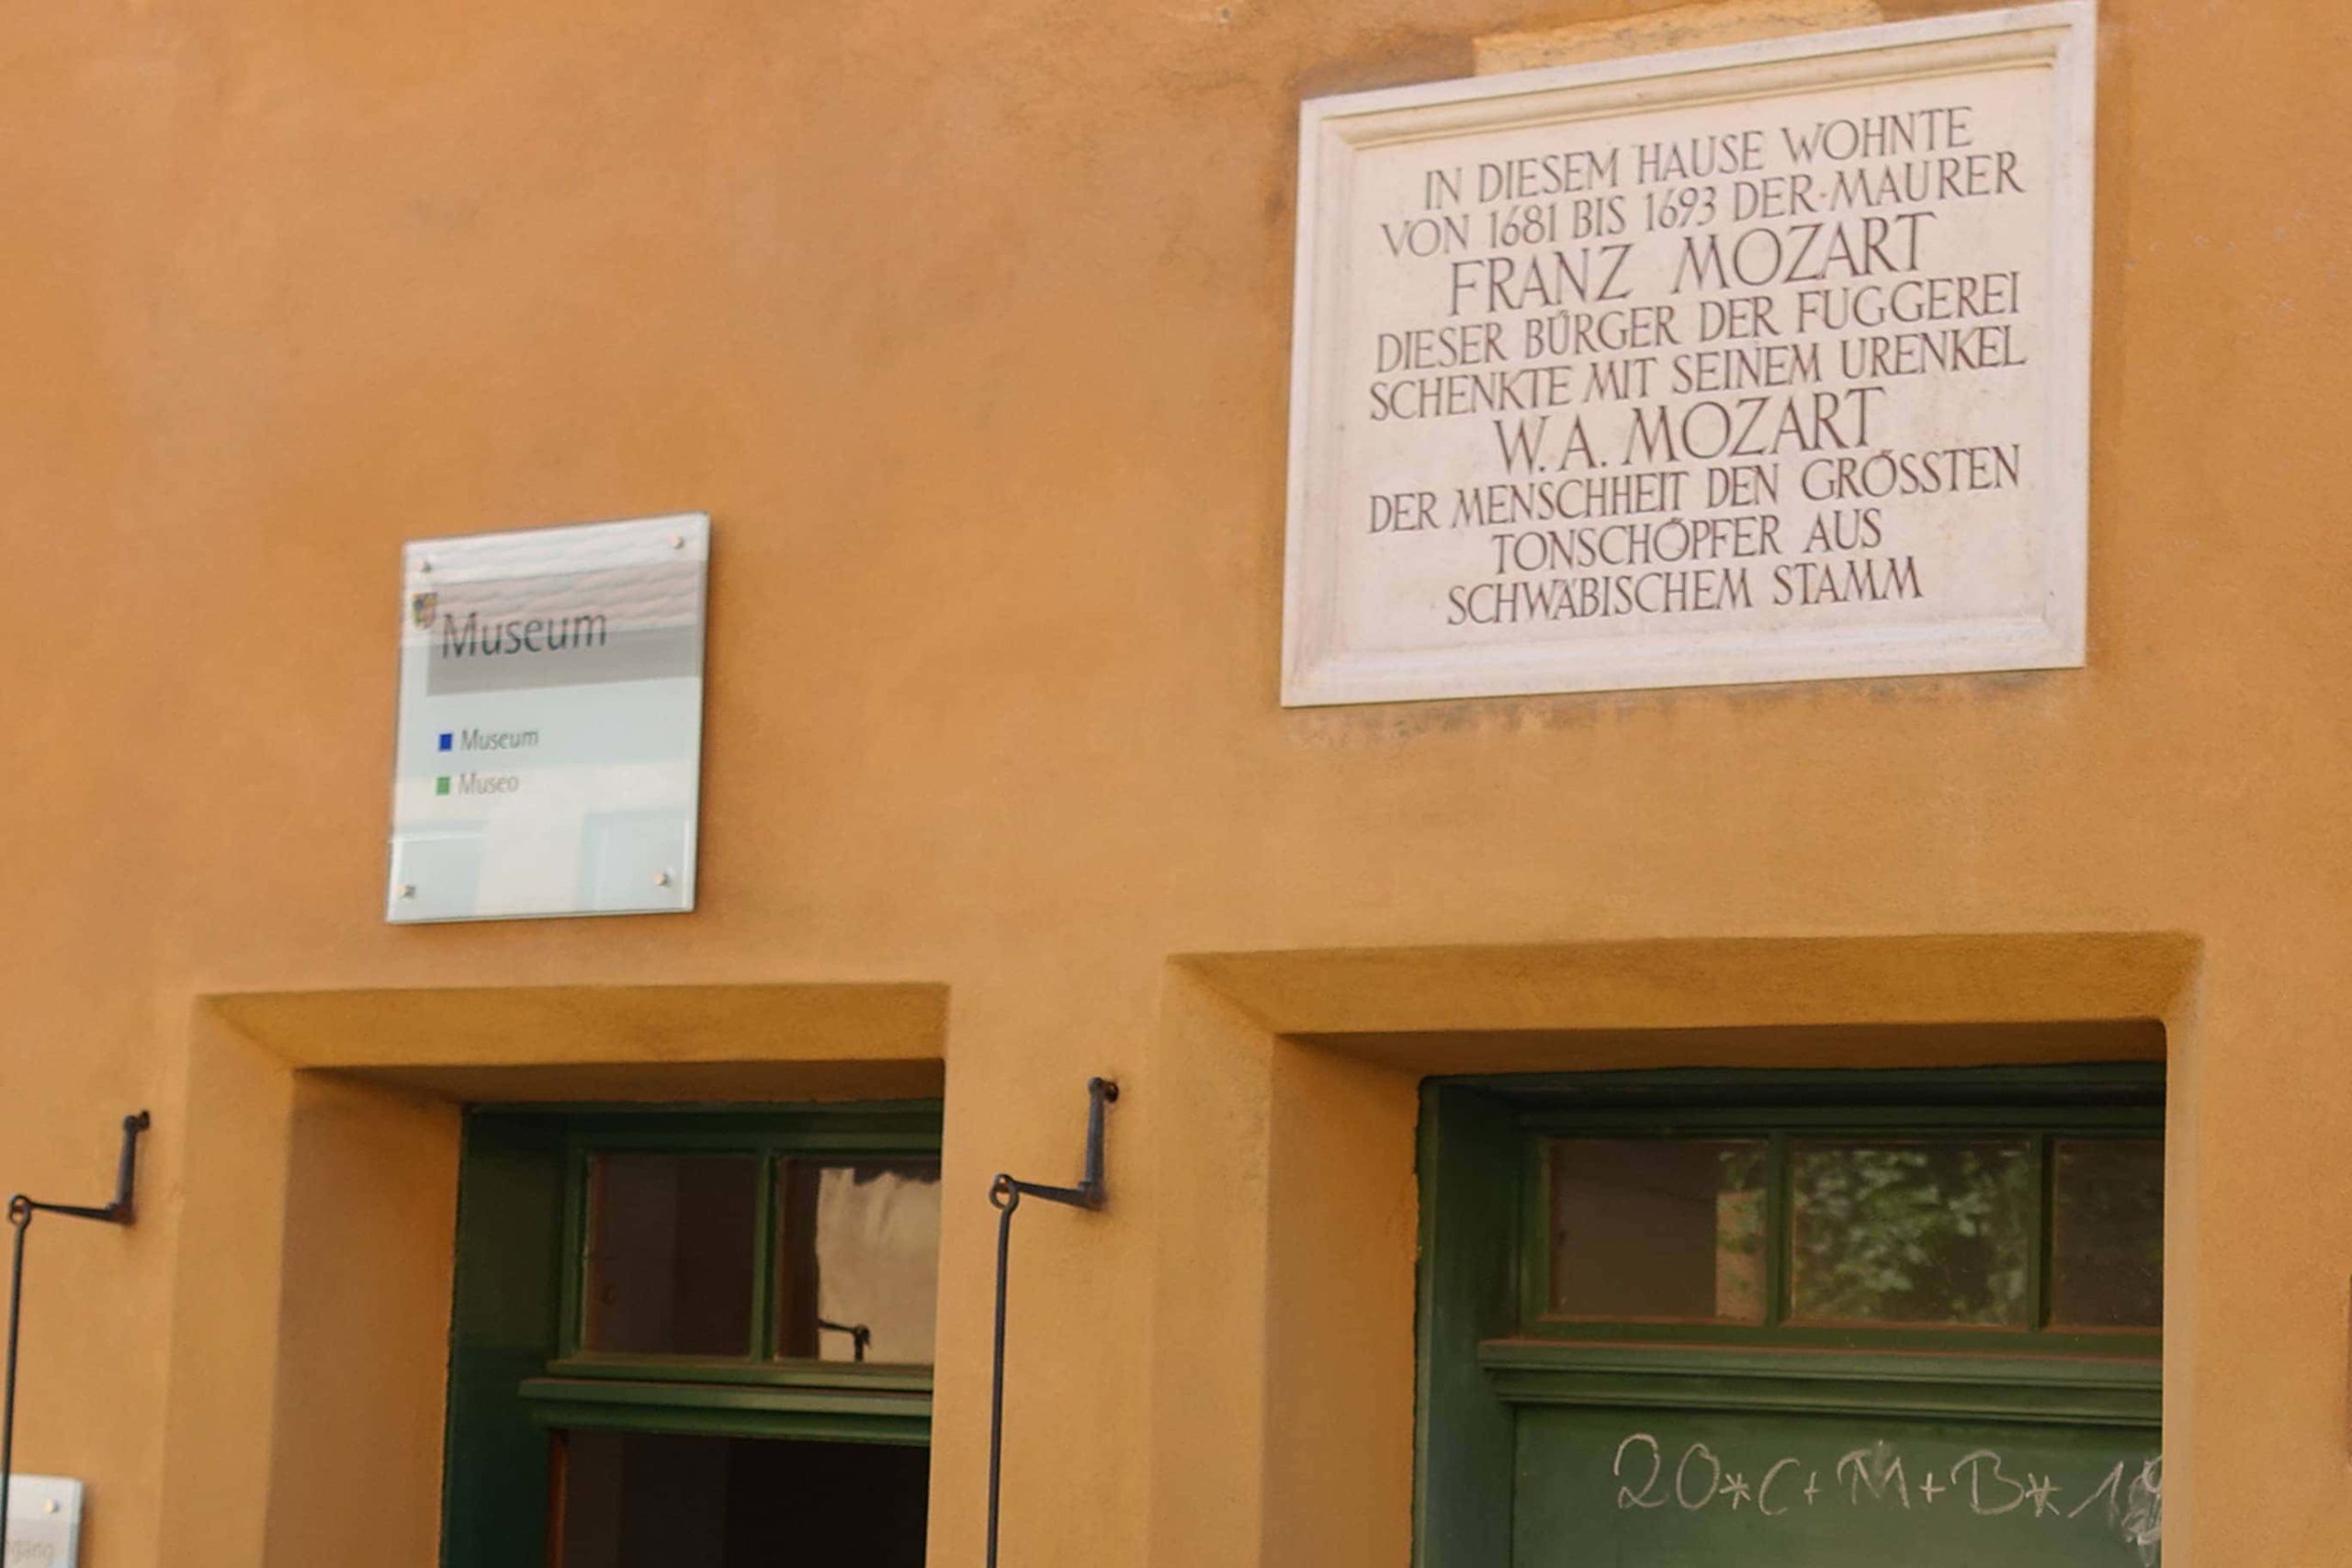 IN DIESEM HAUSE WOHNTE
VON 1681 BIS 1693 DER·MAURER
FRANZ MOZART
DIESER BÜRGER DER FUGGEREI
SCHENKTE MIT SEINEM URENKEL
W. A. MOZART
DER MENSCHHEIT DEN GRÖSSTEN
TONSCHÖPFER AUS
SCHWÄBISCHEM STAMM
Museum
Museum
Museo
20*C+M+B*